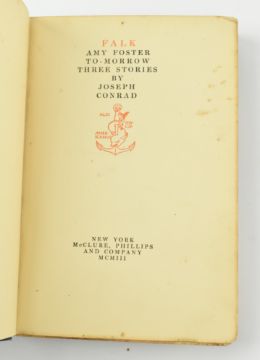 FALK
AMY FOSTER
TO-MORROW
THREE STORIES
BY
JOSEPH
CONRAD
NEW YORK
McCLURE, PHILLIPS
AND COMPANY
MCMIII